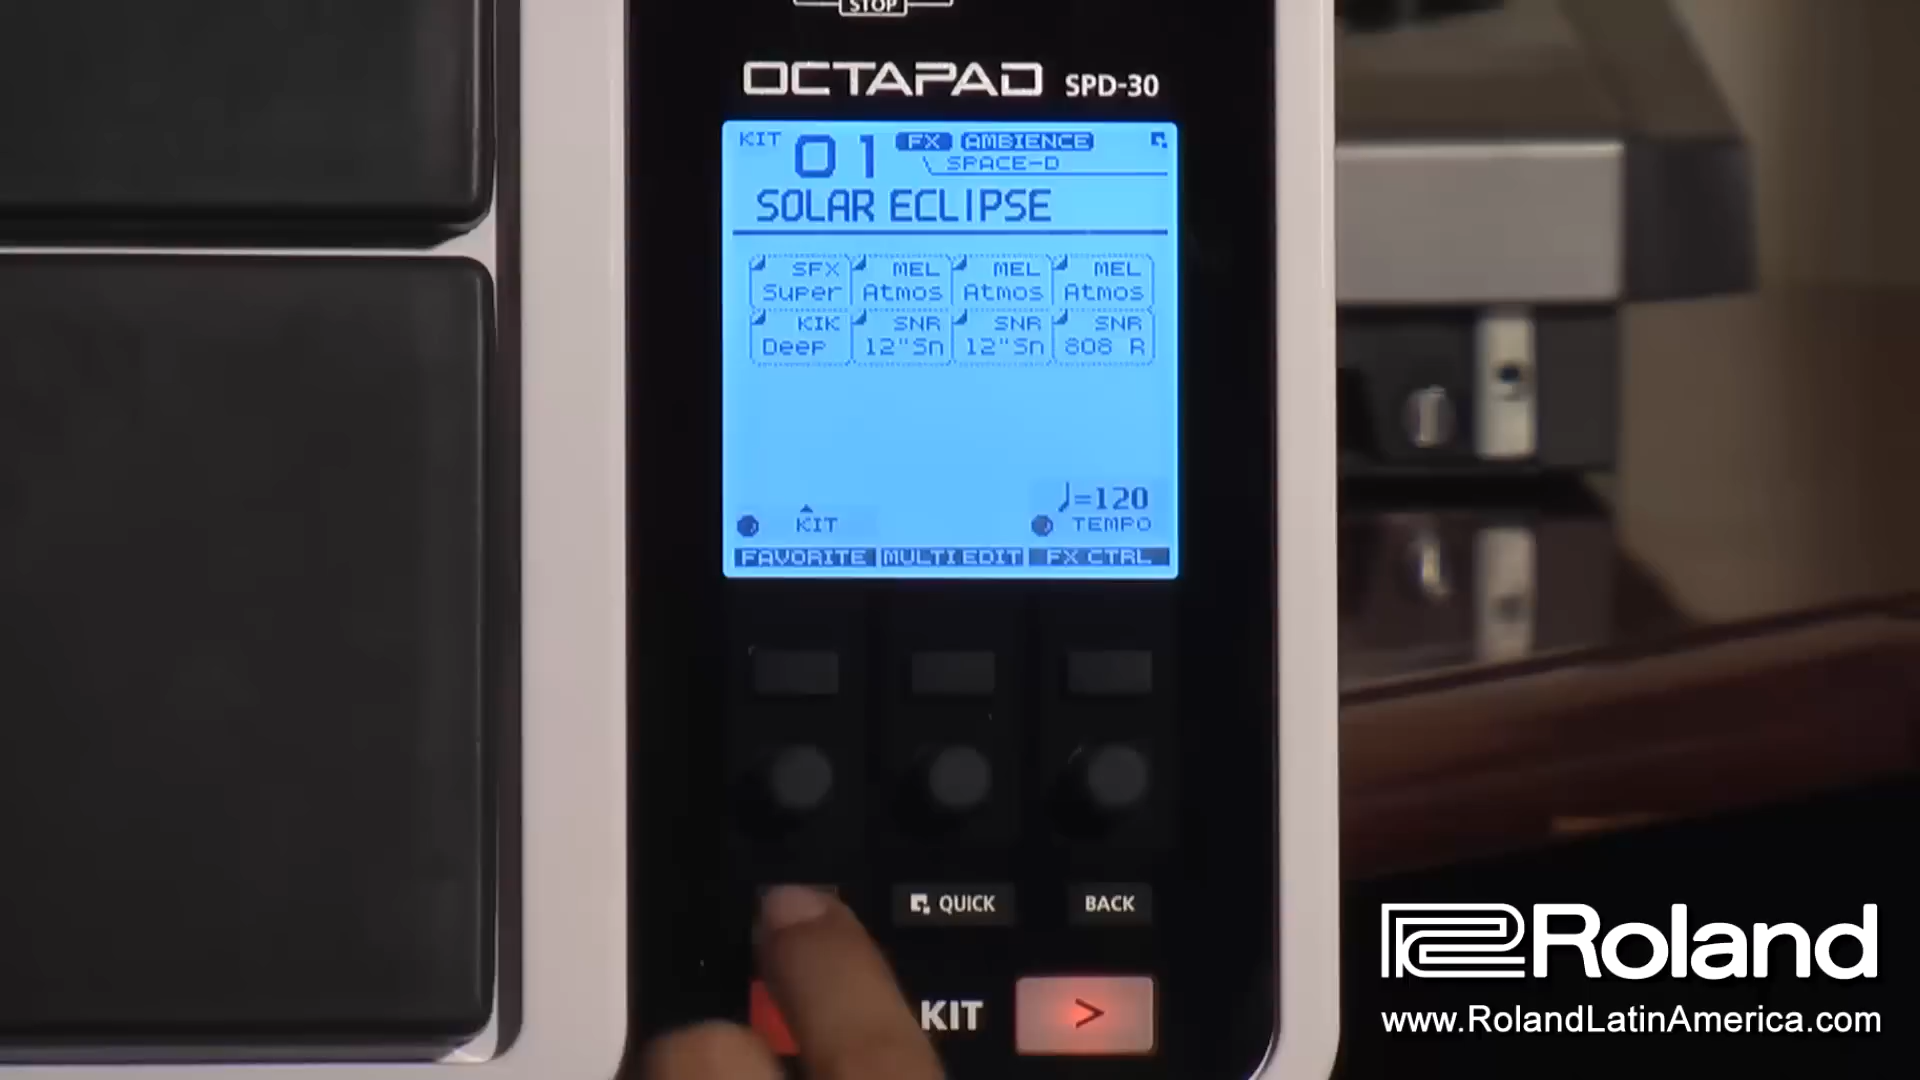 STOP
OCTAPAD SPD-30
KIT 01 FX AMBIENCE
SPACE-D
SOLAR ECLIPSE
SFX MEL MEL MEL
Super Atmos Atmos Atmos
KIK SNR SNR SNR
Deep 12"Sn 12"Sn 808 R
♩=120
KIT TEMPO
FAVORITE MULTI EDIT FX CTRL
QUICK BACK
KIT >
Roland
www.RolandLatinAmerica.com